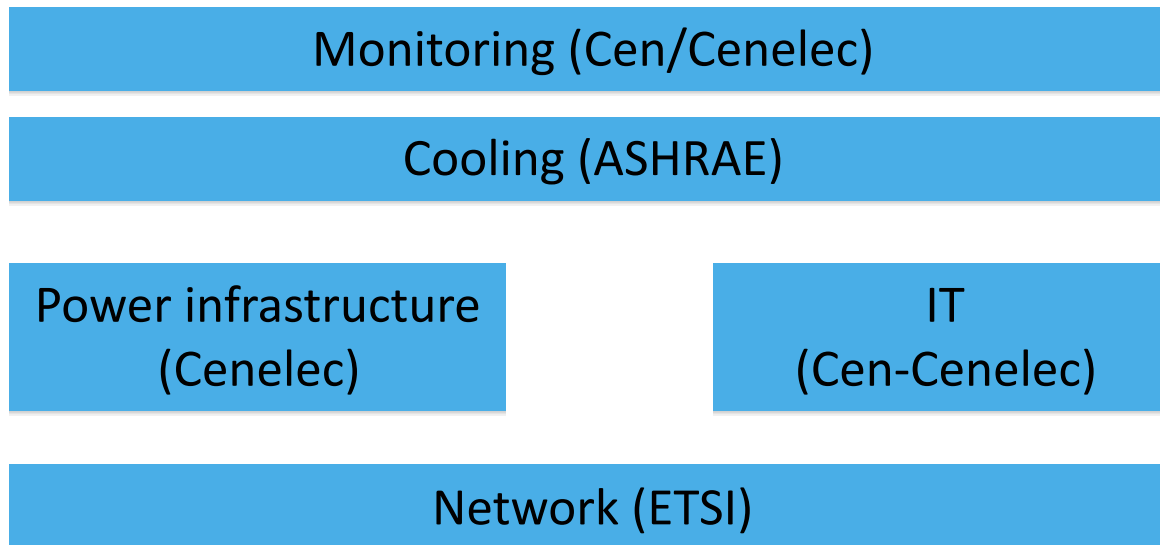 Monitoring (Cen/Cenelec)
Cooling (ASHRAE)
Power infrastructure
(Cenelec)
IT
(Cen-Cenelec)
Network (ETSI)